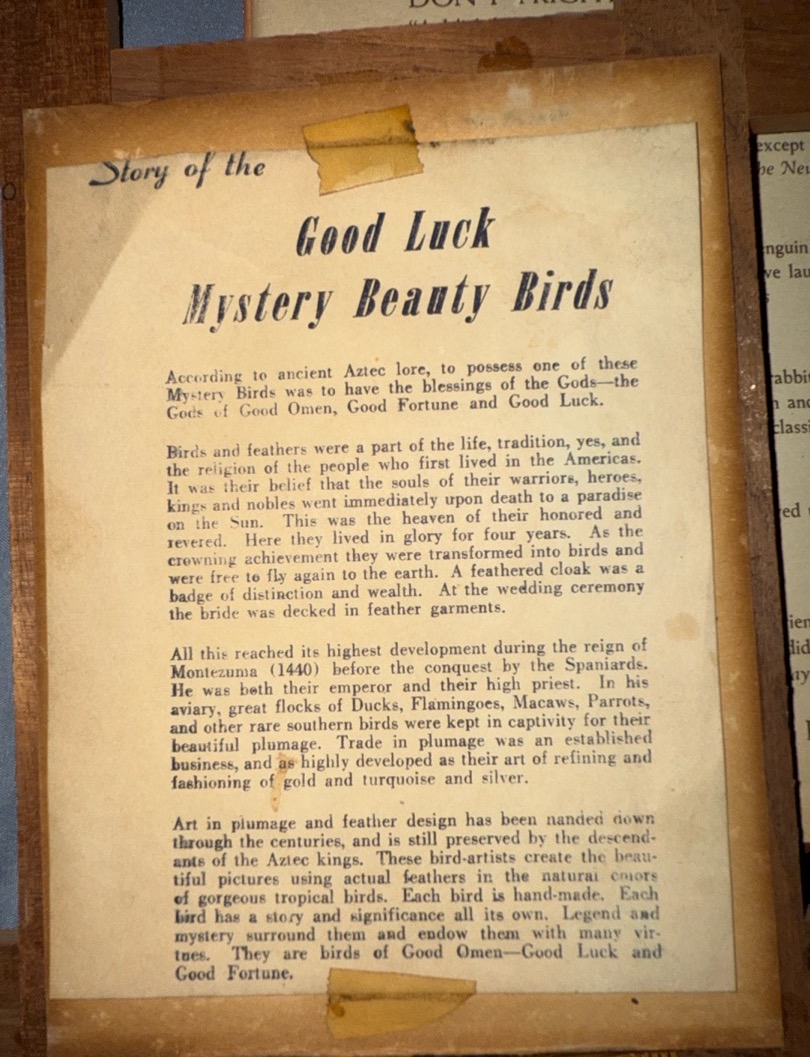 DON'T FRIGHT
Story of the
Good Luck
Mystery Beauty Birds
According to ancient Aztec lore, to possess one of these
Mystery Birds was to have the blessings of the Gods—the
Gods of Good Omen, Good Fortune and Good Luck.
Birds and feathers were a part of the life, tradition, yes, and
the religion of the people who first lived in the Americas.
It was their belief that the souls of their warriors, heroes,
kings and nobles went immediately upon death to a paradise
on the Sun. This was the heaven of their honored and
revered. Here they lived in glory for four years. As the
crowning achievement they were transformed into birds and
were free to fly again to the earth. A feathered cloak was a
badge of distinction and wealth. At the wedding ceremony
the bride was decked in feather garments.
All this reached its highest development during the reign of
Montezuma (1440) before the conquest by the Spaniards.
He was both their emperor and their high priest. In his
aviary, great flocks of Ducks, Flamingoes, Macaws, Parrots,
and other rare southern birds were kept in captivity for their
beautiful plumage. Trade in plumage was an established
business, and as highly developed as their art of refining and
fashioning of gold and turquoise and silver.
Art in plumage and feather design has been handed down
through the centuries, and is still preserved by the descend-
ants of the Aztec kings. These bird-artists create the beau-
tiful pictures using actual feathers in the natural colors
of gorgeous tropical birds. Each bird is hand-made. Each
bird has a story and significance all its own. Legend and
mystery surround them and endow them with many vir-
tues. They are birds of Good Omen—Good Luck and
Good Fortune.
except
he Ne
nguin
ve lau
abbi
and
classi
ed